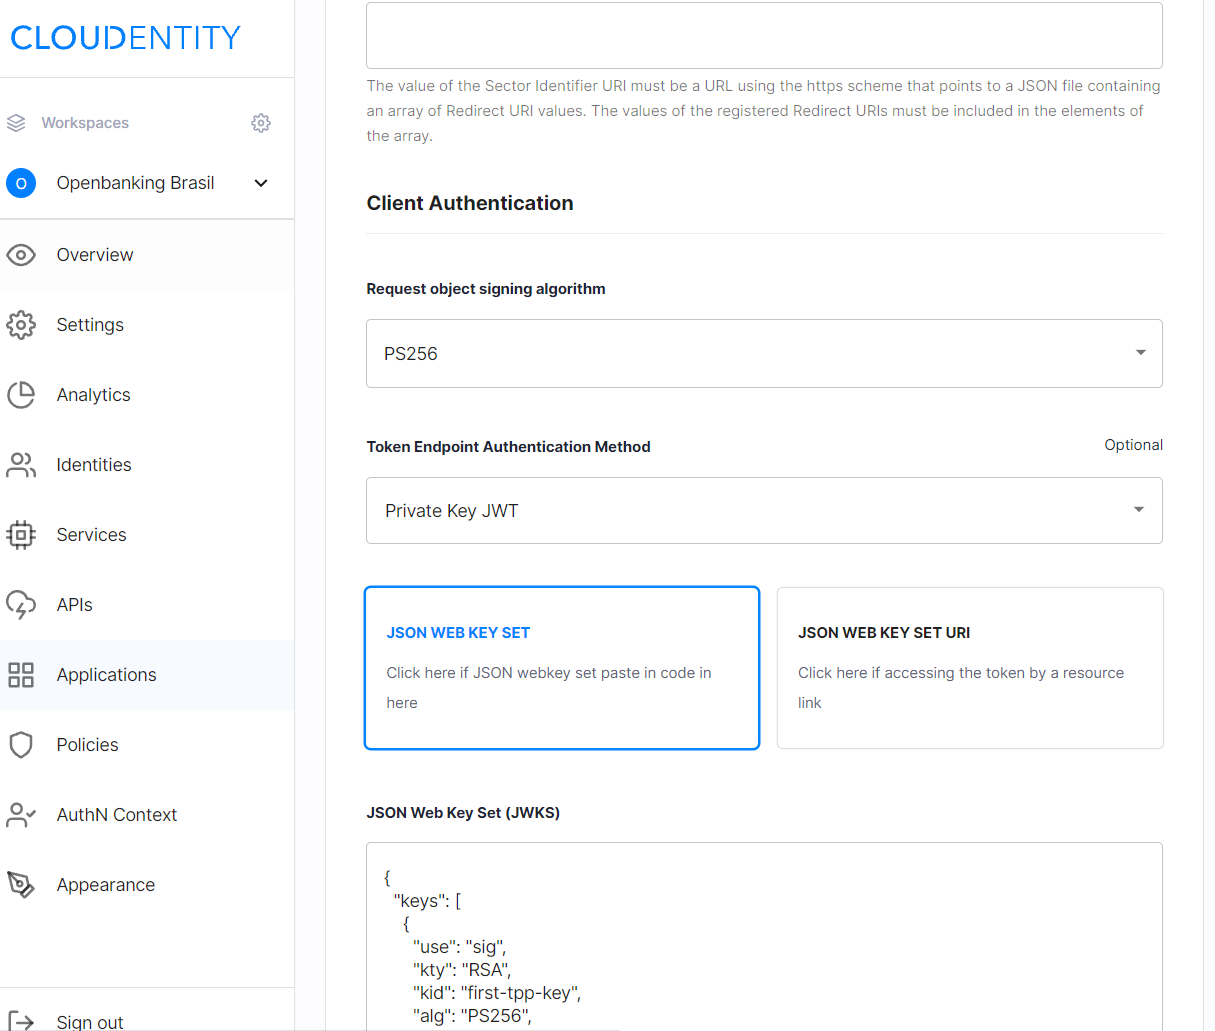 CLOUDENTITY
Workspaces
O
Openbanking Brasil
Overview
Settings
Analytics
Identities
Services
APIs
Applications
Policies
AuthN Context
Appearance
Sign out
The value of the Sector Identifier URI must be a URL using the https scheme that points to a JSON file containing
an array of Redirect URI values. The values of the registered Redirect URIs must be included in the elements of
the array.
Client Authentication
Request object signing algorithm
PS256
Token Endpoint Authentication Method
Optional
Private Key JWT
JSON WEB KEY SET
Click here if JSON webkey set paste in code in
here
JSON WEB KEY SET URI
Click here if accessing the token by a resource
link
JSON Web Key Set (JWKS)
{
"keys": [
{
"use": "sig",
"kty": "RSA",
"kid": "first-tpp-key",
"alg": "PS256",